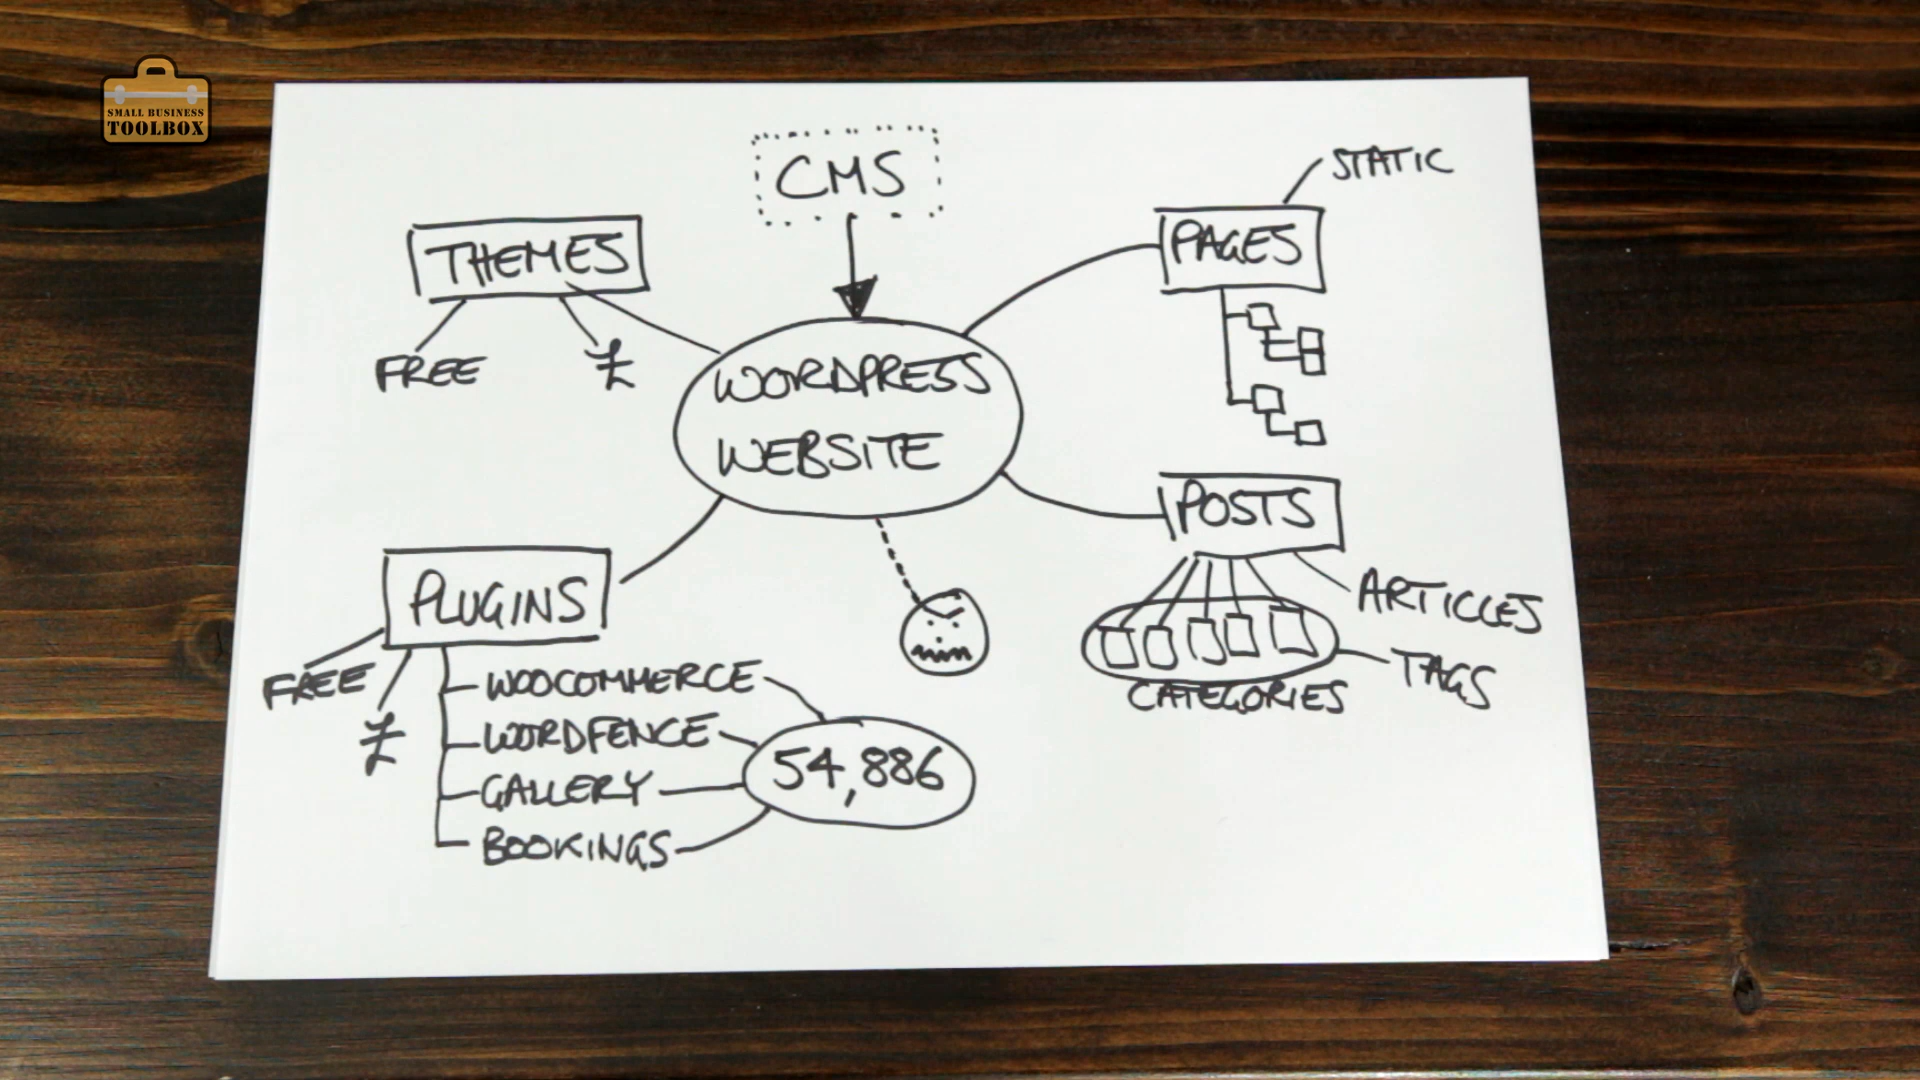 SMALL BUSINESS
TOOLBOX
CMS
STATIC
THEMES
PAGES
FREE
£
WORDPRESS
WEBSITE
POSTS
PLUGINS
ARTICLES
FREE
£
WOOCOMMERCE
WORDFENCE
GALLERY
BOOKINGS
54,886
TAGS
CATEGORIES